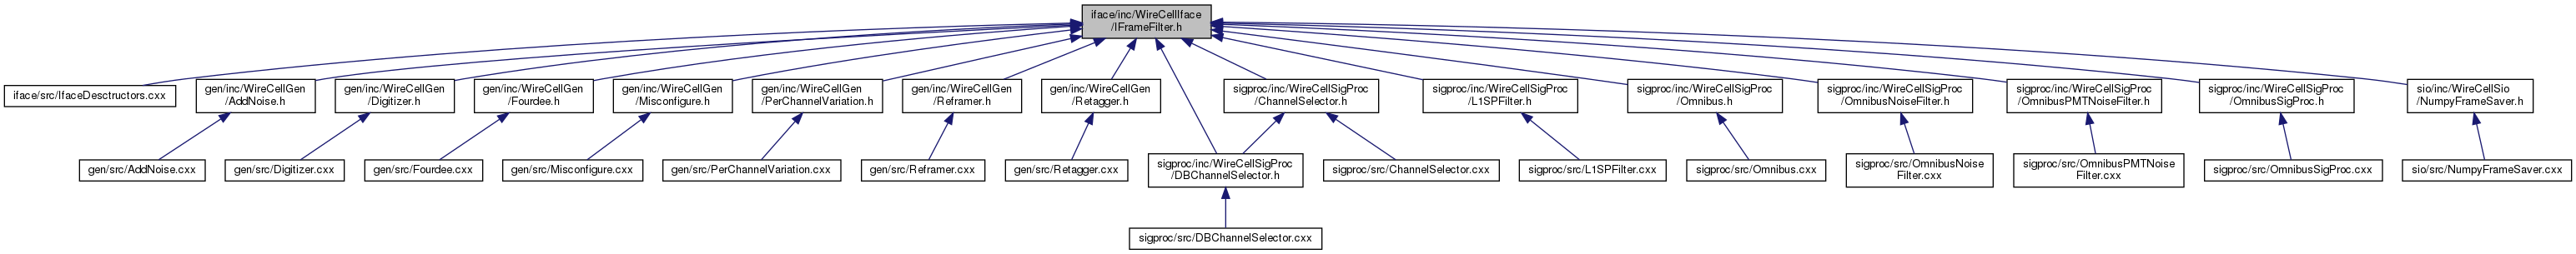 iface/inc/WireCellIface
/IFrameFilter.h
iface/src/IfaceDesctructors.cxx
gen/inc/WireCellGen
/AddNoise.h
gen/inc/WireCellGen
/Digitizer.h
gen/inc/WireCellGen
/Fourdee.h
gen/inc/WireCellGen
/Misconfigure.h
gen/inc/WireCellGen
/PerChannelVariation.h
gen/inc/WireCellGen
/Reframer.h
gen/inc/WireCellGen
/Retagger.h
sigproc/inc/WireCellSigProc
/ChannelSelector.h
sigproc/inc/WireCellSigProc
/L1SPFilter.h
sigproc/inc/WireCellSigProc
/Omnibus.h
sigproc/inc/WireCellSigProc
/OmnibusNoiseFilter.h
sigproc/inc/WireCellSigProc
/OmnibusPMTNoiseFilter.h
sigproc/inc/WireCellSigProc
/OmnibusSigProc.h
sio/inc/WireCellSio
/NumpyFrameSaver.h
gen/src/AddNoise.cxx
gen/src/Digitizer.cxx
gen/src/Fourdee.cxx
gen/src/Misconfigure.cxx
gen/src/PerChannelVariation.cxx
gen/src/Reframer.cxx
gen/src/Retagger.cxx
sigproc/inc/WireCellSigProc
/DBChannelSelector.h
sigproc/src/ChannelSelector.cxx
sigproc/src/L1SPFilter.cxx
sigproc/src/Omnibus.cxx
sigproc/src/OmnibusNoise
Filter.cxx
sigproc/src/OmnibusPMTNoise
Filter.cxx
sigproc/src/OmnibusSigProc.cxx
sio/src/NumpyFrameSaver.cxx
sigproc/src/DBChannelSelector.cxx